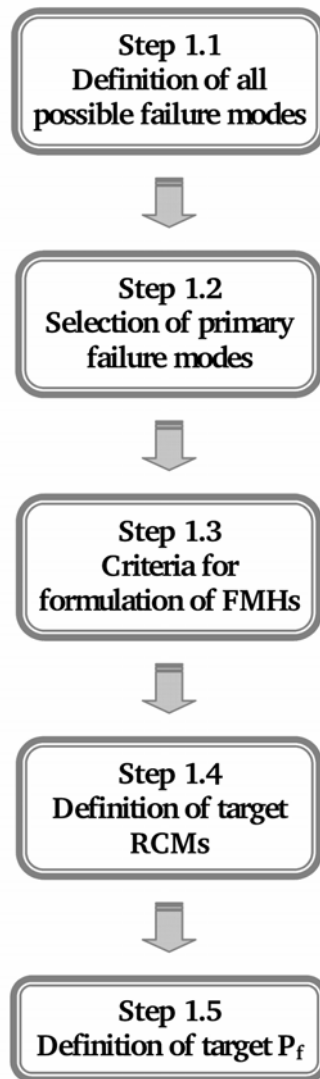 Step 1.1
Definition of all
possible failure modes
Step 1.2
Selection of primary
failure modes
Step 1.3
Criteria for
formulation of FMHs
Step 1.4
Definition of target
RCMs
Step 1.5
Definition of target Pf